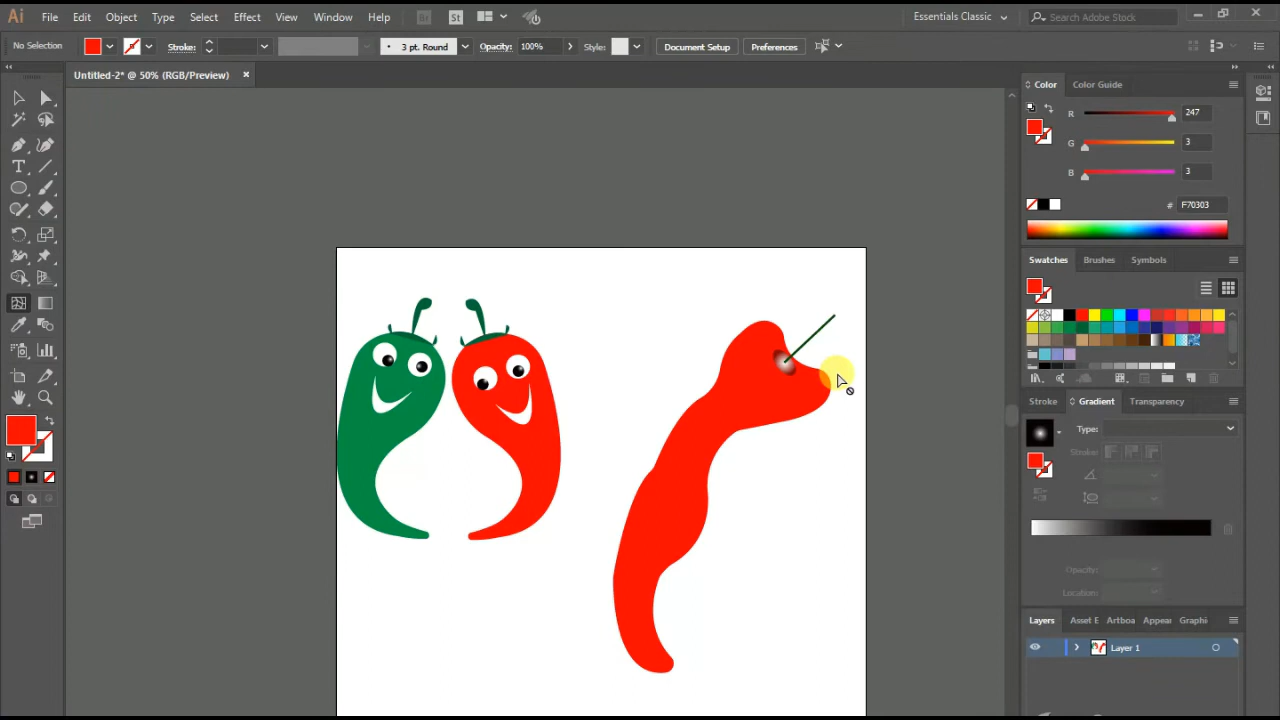 Ai File Edit Object Type Select Effect View Window Help Br St Essentials Classic Search Adobe Stock
No Selection Stroke: 3 pt. Round Opacity: 100% Style: Document Setup Preferences
Untitled-2* @ 50% (RGB/Preview)
Color Color Guide
R 247
G 3
B 3
# F70303
Swatches Brushes Symbols
Stroke Gradient Transparency
Type:
Stroke:
Opacity:
Location:
Layers Asset E Artboa Appear Graphi
Layer 1